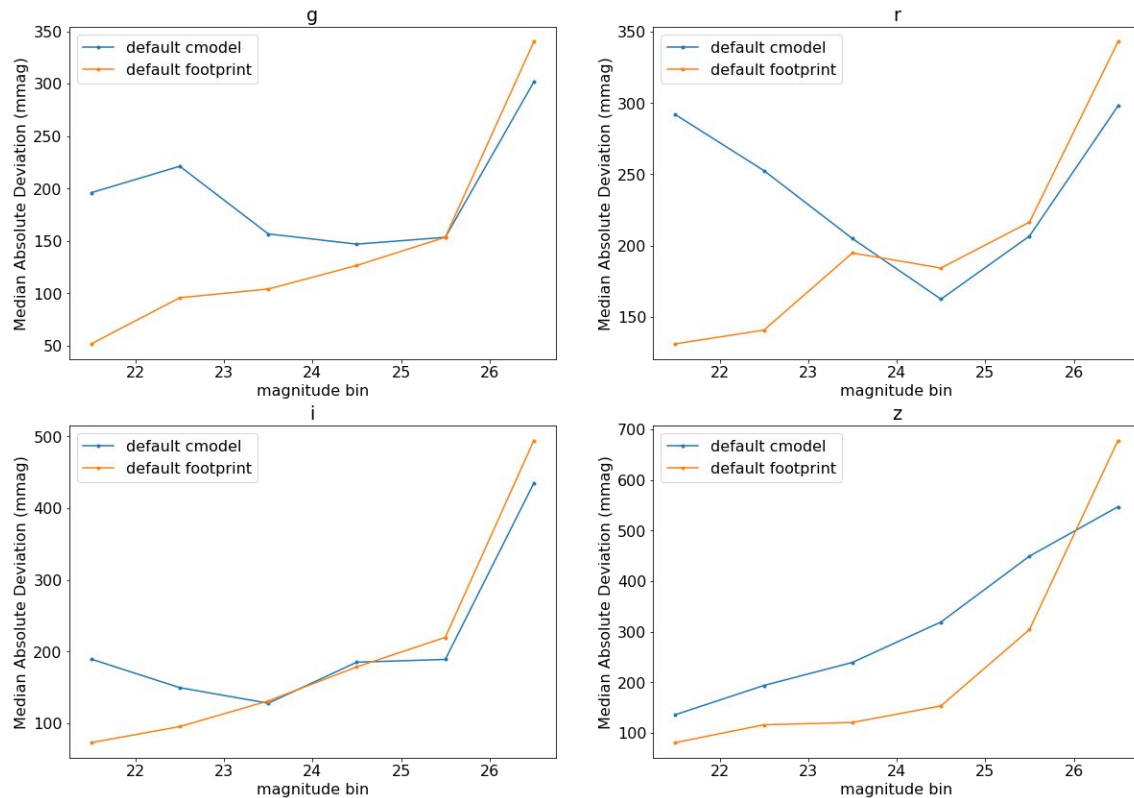 g
default cmodel
default footprint
Median Absolute Deviation (mmag)
350
300
250
200
150
100
50
22 23 24 25 26
magnitude bin
r
default cmodel
default footprint
Median Absolute Deviation (mmag)
350
300
250
200
150
22 23 24 25 26
magnitude bin
i
default cmodel
default footprint
Median Absolute Deviation (mmag)
500
400
300
200
100
22 23 24 25 26
magnitude bin
z
default cmodel
default footprint
Median Absolute Deviation (mmag)
700
600
500
400
300
200
100
22 23 24 25 26
magnitude bin